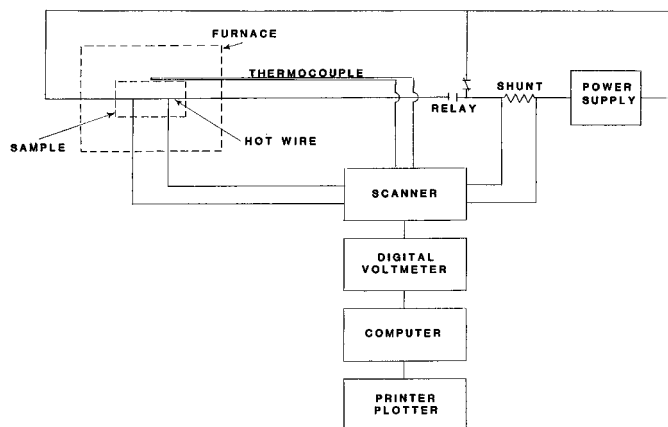 FURNACE
THERMOCOUPLE
SHUNT
POWER
SUPPLY
RELAY
HOT WIRE
SAMPLE
SCANNER
DIGITAL
VOLTMETER
COMPUTER
PRINTER
PLOTTER